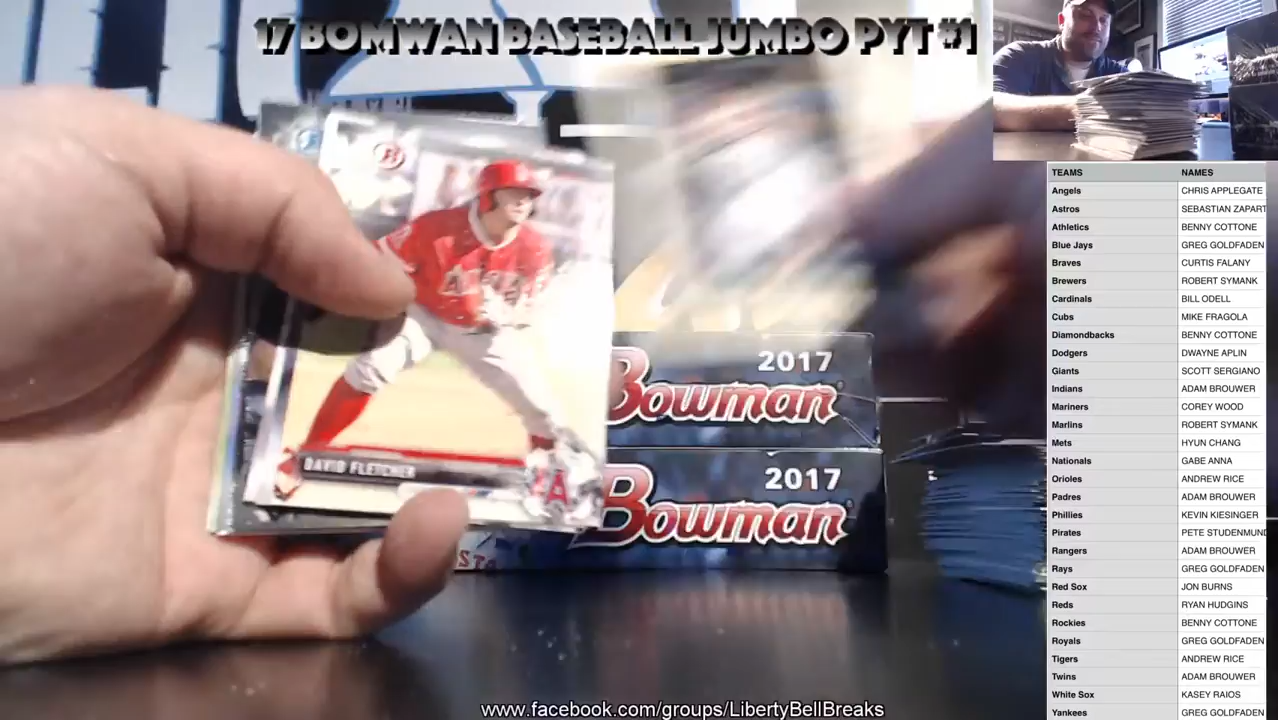 17 BOMWAN BASEBALL JUMBO PYT #1
DAVID FLETCHER
A
2017
Bowman
2017
Bowman
TEAMS NAMES
Angels CHRIS APPLEGATE
Astros SEBASTIAN ZAPART
Athletics BENNY COTTONE
Blue Jays GREG GOLDFADEN
Braves CURTIS FALANY
Brewers ROBERT SYMANK
Cardinals BILL ODELL
Cubs MIKE FRAGOLA
Diamondbacks BENNY COTTONE
Dodgers DWAYNE APLIN
Giants SCOTT SERGIANO
Indians ADAM BROUWER
Mariners COREY WOOD
Marlins ROBERT SYMANK
Mets HYUN CHANG
Nationals GABE ANNA
Orioles ANDREW RICE
Padres ADAM BROUWER
Phillies KEVIN KIESINGER
Pirates PETE STUDENMUND
Rangers ADAM BROUWER
Rays GREG GOLDFADEN
Red Sox JON BURNS
Reds RYAN HUDGINS
Rockies BENNY COTTONE
Royals GREG GOLDFADEN
Tigers ANDREW RICE
Twins ADAM BROUWER
White Sox KASEY RAIOS
Yankees GREG GOLDFADEN
www.facebook.com/groups/LibertyBellBreaks